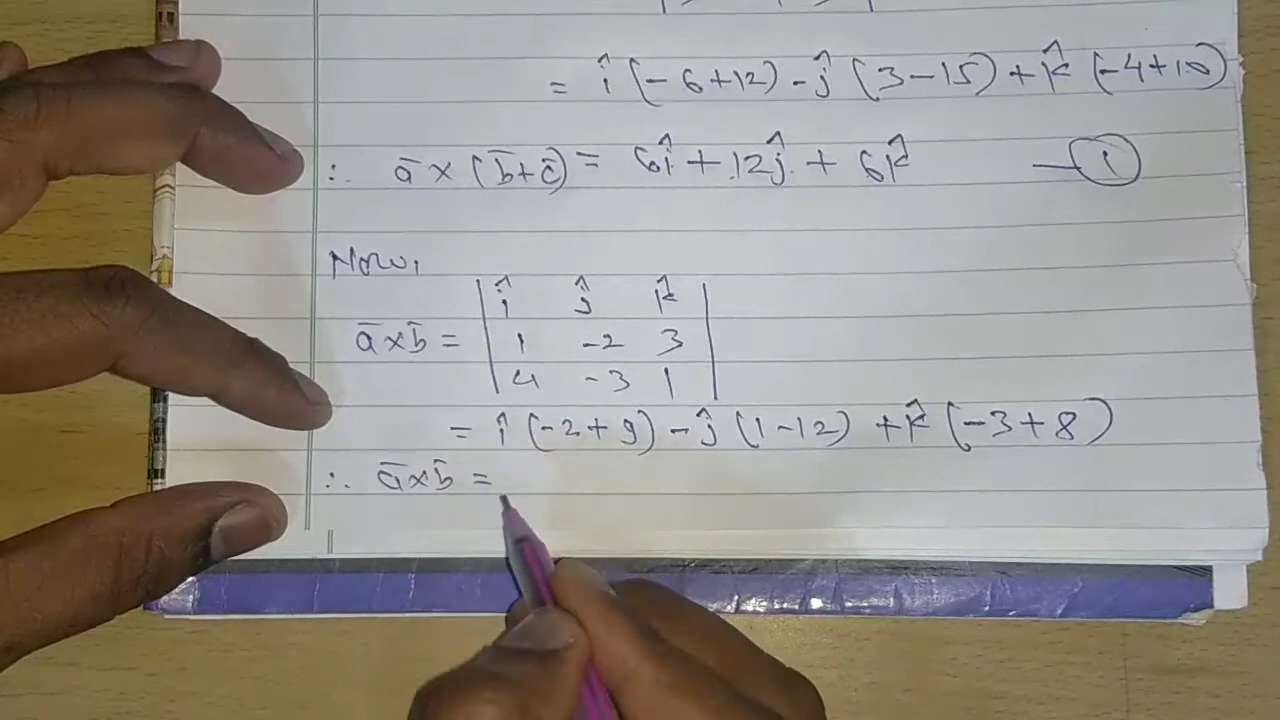 = î (-6+12) - ĵ (3-15) + k̂ (-4+10)
∴ a̅ × (b̅+c̅) = 6î + 12ĵ + 6k̂ — ①
Now,
a̅×b̅ = | î ĵ k̂ |
| 1 -2 3 |
| 4 -3 1 |
= î (-2+9) - ĵ (1-12) + k̂ (-3+8)
∴ a̅×b̅ =